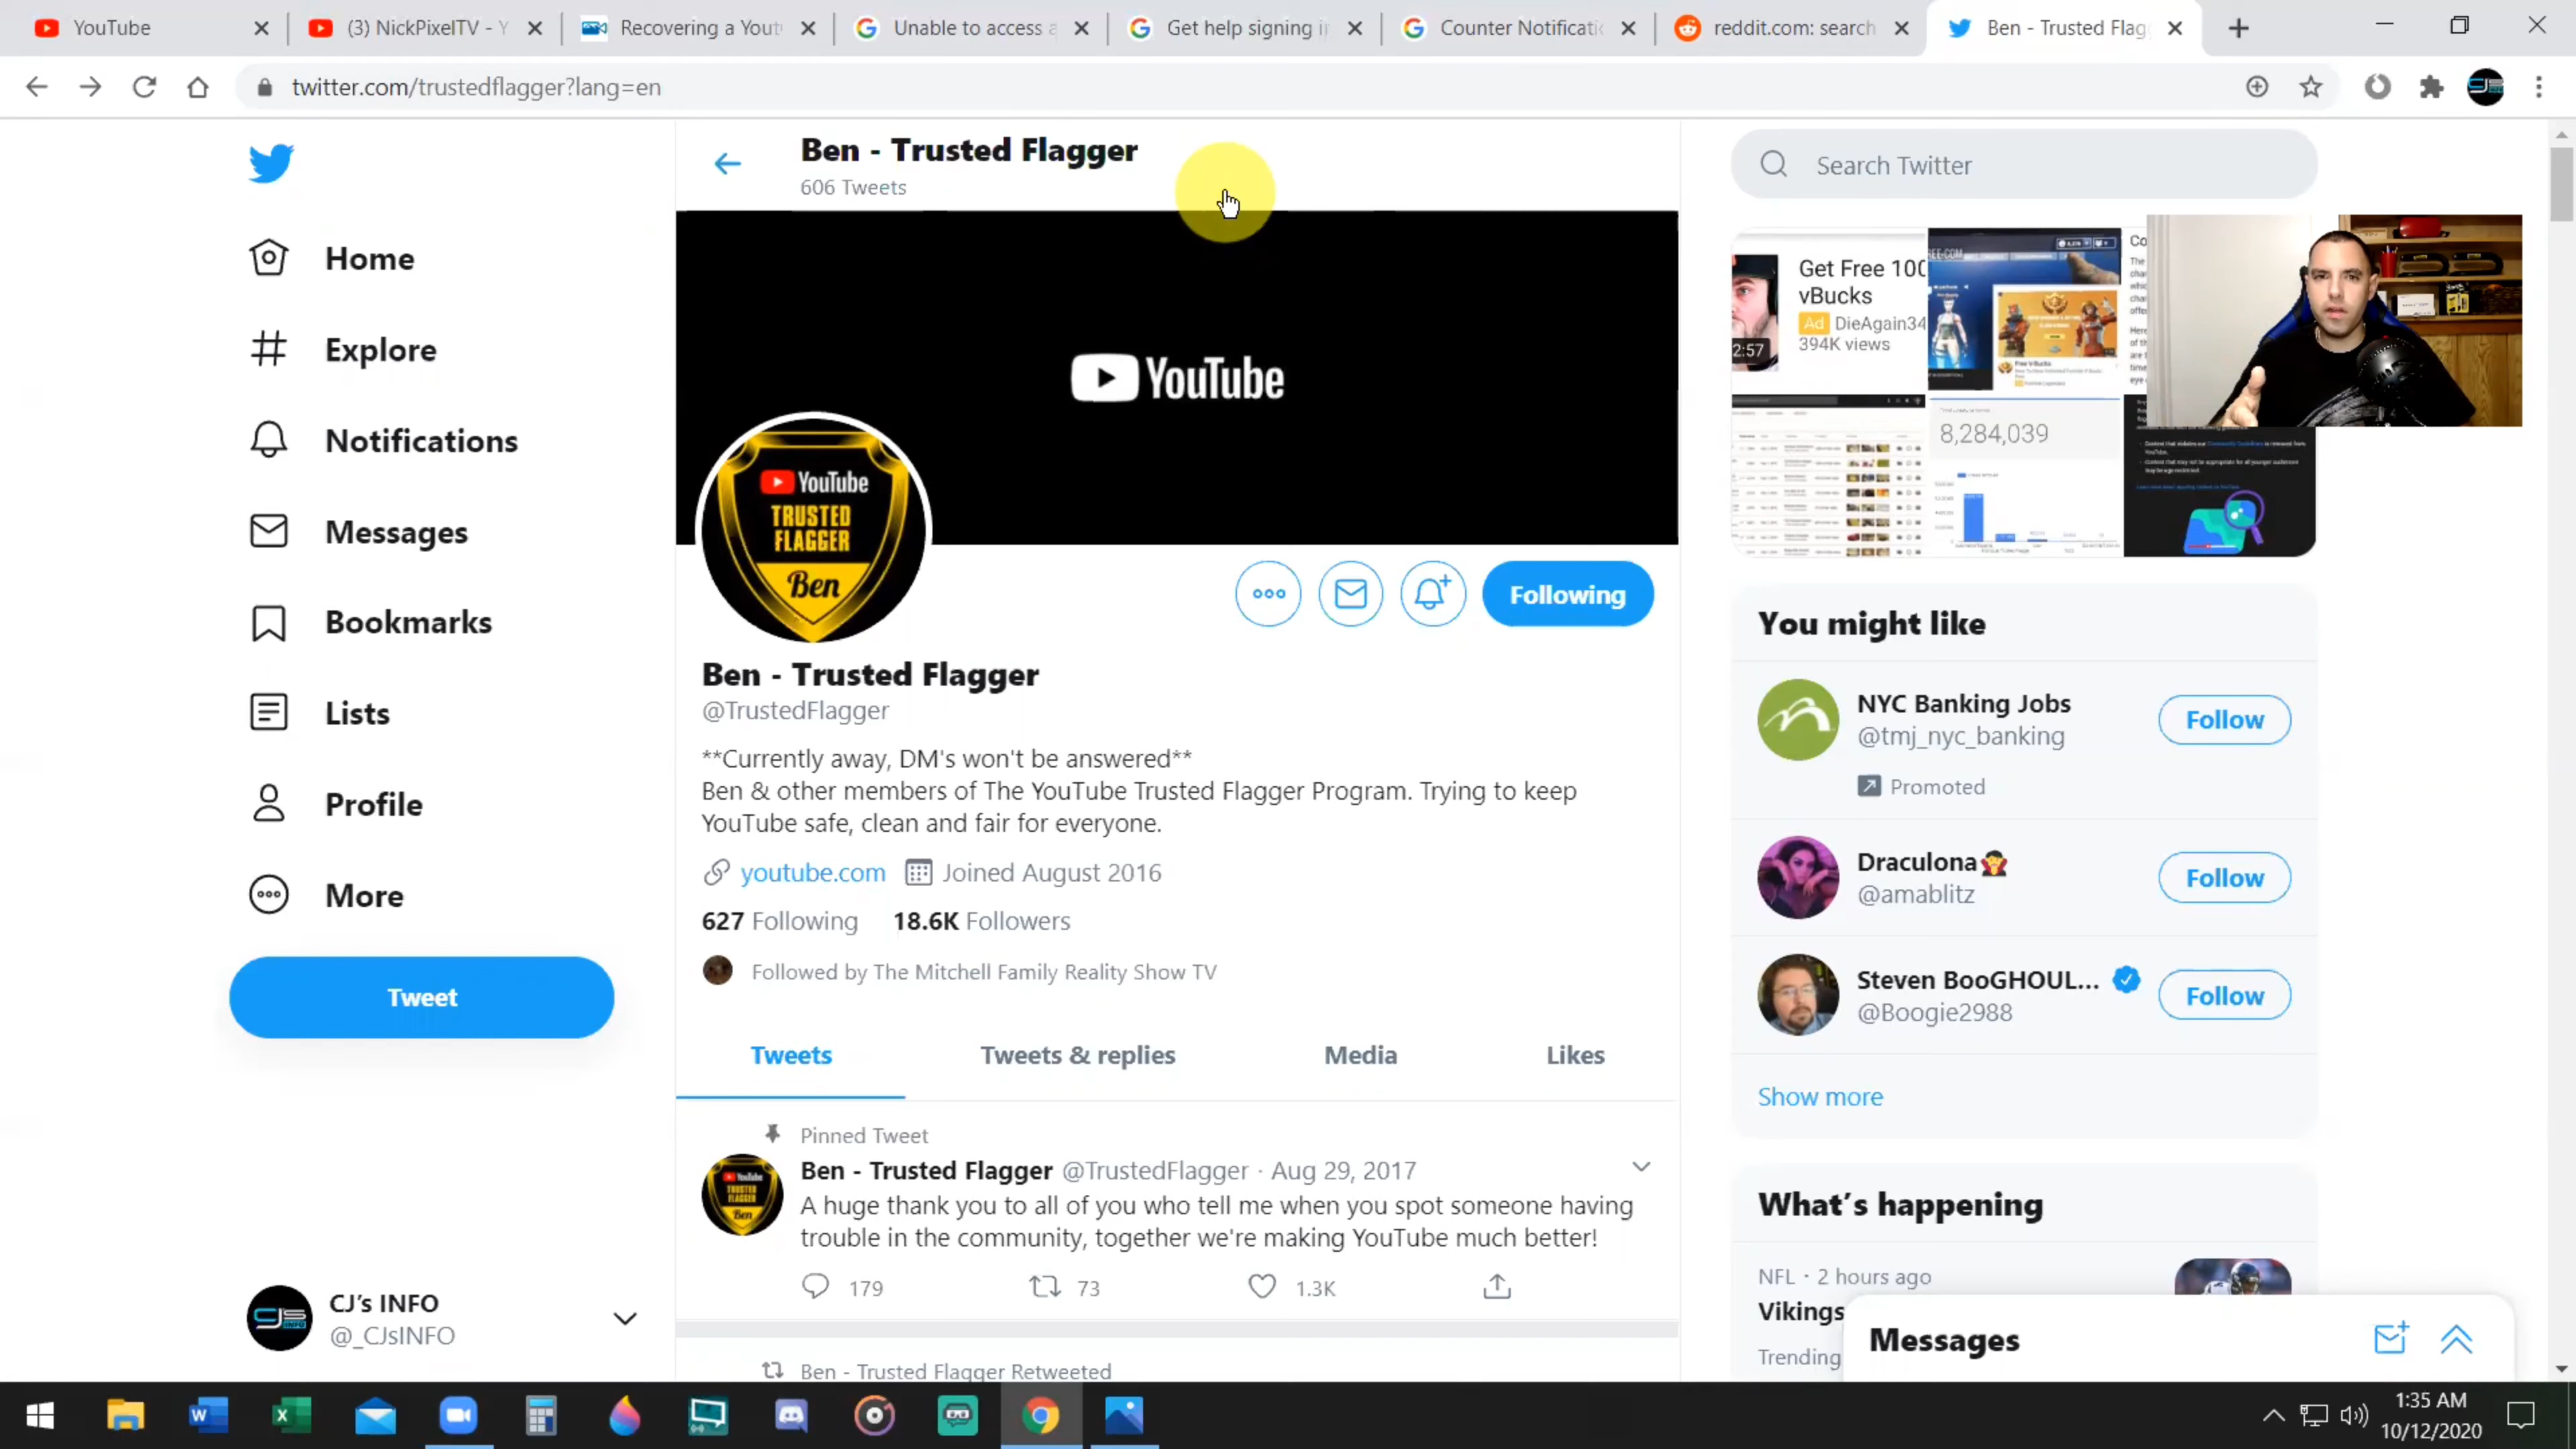 YouTube
(3) NickPixelTV - Y
Recovering a Yout
Unable to access a
Get help signing i
Counter Notificati
reddit.com: search
Ben - Trusted Flag
twitter.com/trustedflagger?lang=en
Ben - Trusted Flagger
606 Tweets
Search Twitter
Home
Explore
Notifications
Messages
Bookmarks
Lists
Profile
More
Tweet
CJ's INFO
@_CJsINFO
YouTube
YouTube
TRUSTED
FLAGGER
Ben
Following
Ben - Trusted Flagger
@TrustedFlagger
**Currently away, DM's won't be answered**
Ben & other members of The YouTube Trusted Flagger Program. Trying to keep
YouTube safe, clean and fair for everyone.
youtube.com Joined August 2016
627 Following 18.6K Followers
Followed by The Mitchell Family Reality Show TV
Tweets Tweets & replies Media Likes
Pinned Tweet
Ben - Trusted Flagger @TrustedFlagger · Aug 29, 2017
A huge thank you to all of you who tell me when you spot someone having
trouble in the community, together we're making YouTube much better!
179 73 1.3K
Ben - Trusted Flagger Retweeted
Get Free 100
vBucks
Ad DieAgain34
394K views
2:57
8,284,039
You might like
NYC Banking Jobs
@tmj_nyc_banking
Promoted
Follow
Draculona
@amablitz
Follow
Steven BooGHOUL...
@Boogie2988
Follow
Show more
What's happening
NFL · 2 hours ago
Vikings
Trending
Messages
1:35 AM
10/12/2020